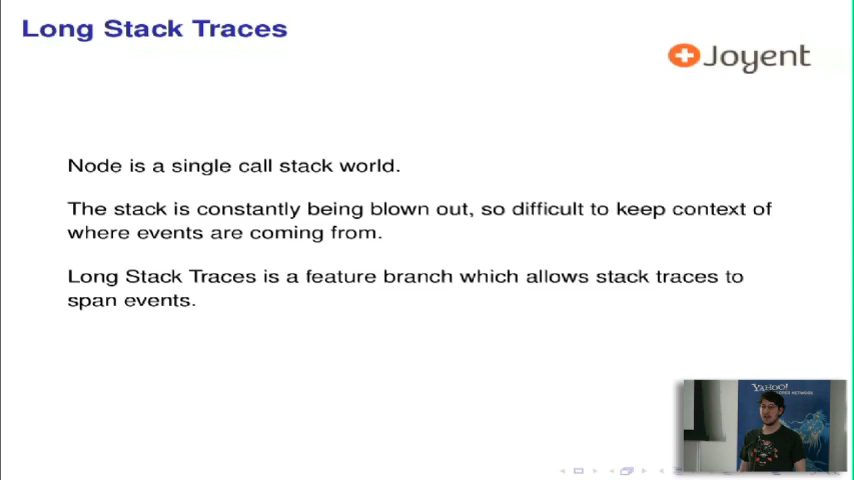 Long Stack Traces
Joyent
Node is a single call stack world.
The stack is constantly being blown out, so difficult to keep context of
where events are coming from.
Long Stack Traces is a feature branch which allows stack traces to
span events.
YAHOO!